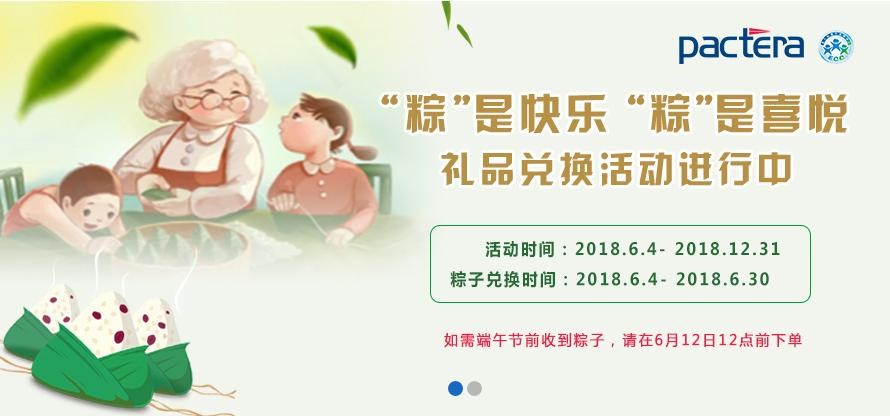 pactera
ECCT
“粽”是快乐 “粽”是喜悦
礼品兑换活动进行中
活动时间：2018.6.4- 2018.12.31
粽子兑换时间：2018.6.4- 2018.6.30
如需端午节前收到粽子，请在6月12日12点前下单